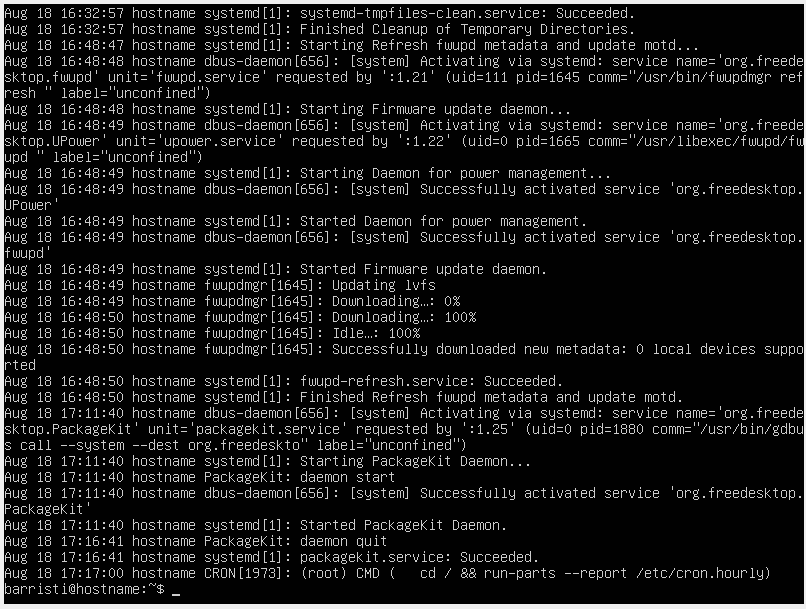 Aug 18 16:32:57 hostname systemd[1]: systemd-tmpfiles-clean.service: Succeeded.
Aug 18 16:32:57 hostname systemd[1]: Finished Cleanup of Temporary Directories.
Aug 18 16:48:47 hostname systemd[1]: Starting Refresh fwupd metadata and update motd...
Aug 18 16:48:48 hostname dbus-daemon[656]: [system] Activating via systemd: service name='org.freede
sktop.fwupd' unit='fwupd.service' requested by ':1.21' (uid=111 pid=1645 comm="/usr/bin/fwupdmgr ref
resh " label="unconfined")
Aug 18 16:48:48 hostname systemd[1]: Starting Firmware update daemon...
Aug 18 16:48:49 hostname dbus-daemon[656]: [system] Activating via systemd: service name='org.freede
sktop.UPower' unit='upower.service' requested by ':1.22' (uid=0 pid=1665 comm="/usr/libexec/fwupd/fw
upd " label="unconfined")
Aug 18 16:48:49 hostname systemd[1]: Starting Daemon for power management...
Aug 18 16:48:49 hostname dbus-daemon[656]: [system] Successfully activated service 'org.freedesktop.
UPower'
Aug 18 16:48:49 hostname systemd[1]: Started Daemon for power management.
Aug 18 16:48:49 hostname dbus-daemon[656]: [system] Successfully activated service 'org.freedesktop.
fwupd'
Aug 18 16:48:49 hostname systemd[1]: Started Firmware update daemon.
Aug 18 16:48:49 hostname fwupdmgr[1645]: Updating lvfs
Aug 18 16:48:49 hostname fwupdmgr[1645]: Downloading…: 0%
Aug 18 16:48:50 hostname fwupdmgr[1645]: Downloading…: 100%
Aug 18 16:48:50 hostname fwupdmgr[1645]: Idle…: 100%
Aug 18 16:48:50 hostname fwupdmgr[1645]: Successfully downloaded new metadata: 0 local devices suppo
rted
Aug 18 16:48:50 hostname systemd[1]: fwupd-refresh.service: Succeeded.
Aug 18 16:48:50 hostname systemd[1]: Finished Refresh fwupd metadata and update motd.
Aug 18 17:11:40 hostname dbus-daemon[656]: [system] Activating via systemd: service name='org.freede
sktop.PackageKit' unit='packagekit.service' requested by ':1.25' (uid=0 pid=1880 comm="/usr/bin/gdbu
s call --system --dest org.freedeskto" label="unconfined")
Aug 18 17:11:40 hostname systemd[1]: Starting PackageKit Daemon...
Aug 18 17:11:40 hostname PackageKit: daemon start
Aug 18 17:11:40 hostname dbus-daemon[656]: [system] Successfully activated service 'org.freedesktop.
PackageKit'
Aug 18 17:11:40 hostname systemd[1]: Started PackageKit Daemon.
Aug 18 17:16:41 hostname PackageKit: daemon quit
Aug 18 17:16:41 hostname systemd[1]: packagekit.service: Succeeded.
Aug 18 17:17:00 hostname CRON[1973]: (root) CMD (   cd / && run-parts --report /etc/cron.hourly)
barristi@hostname:~$ _